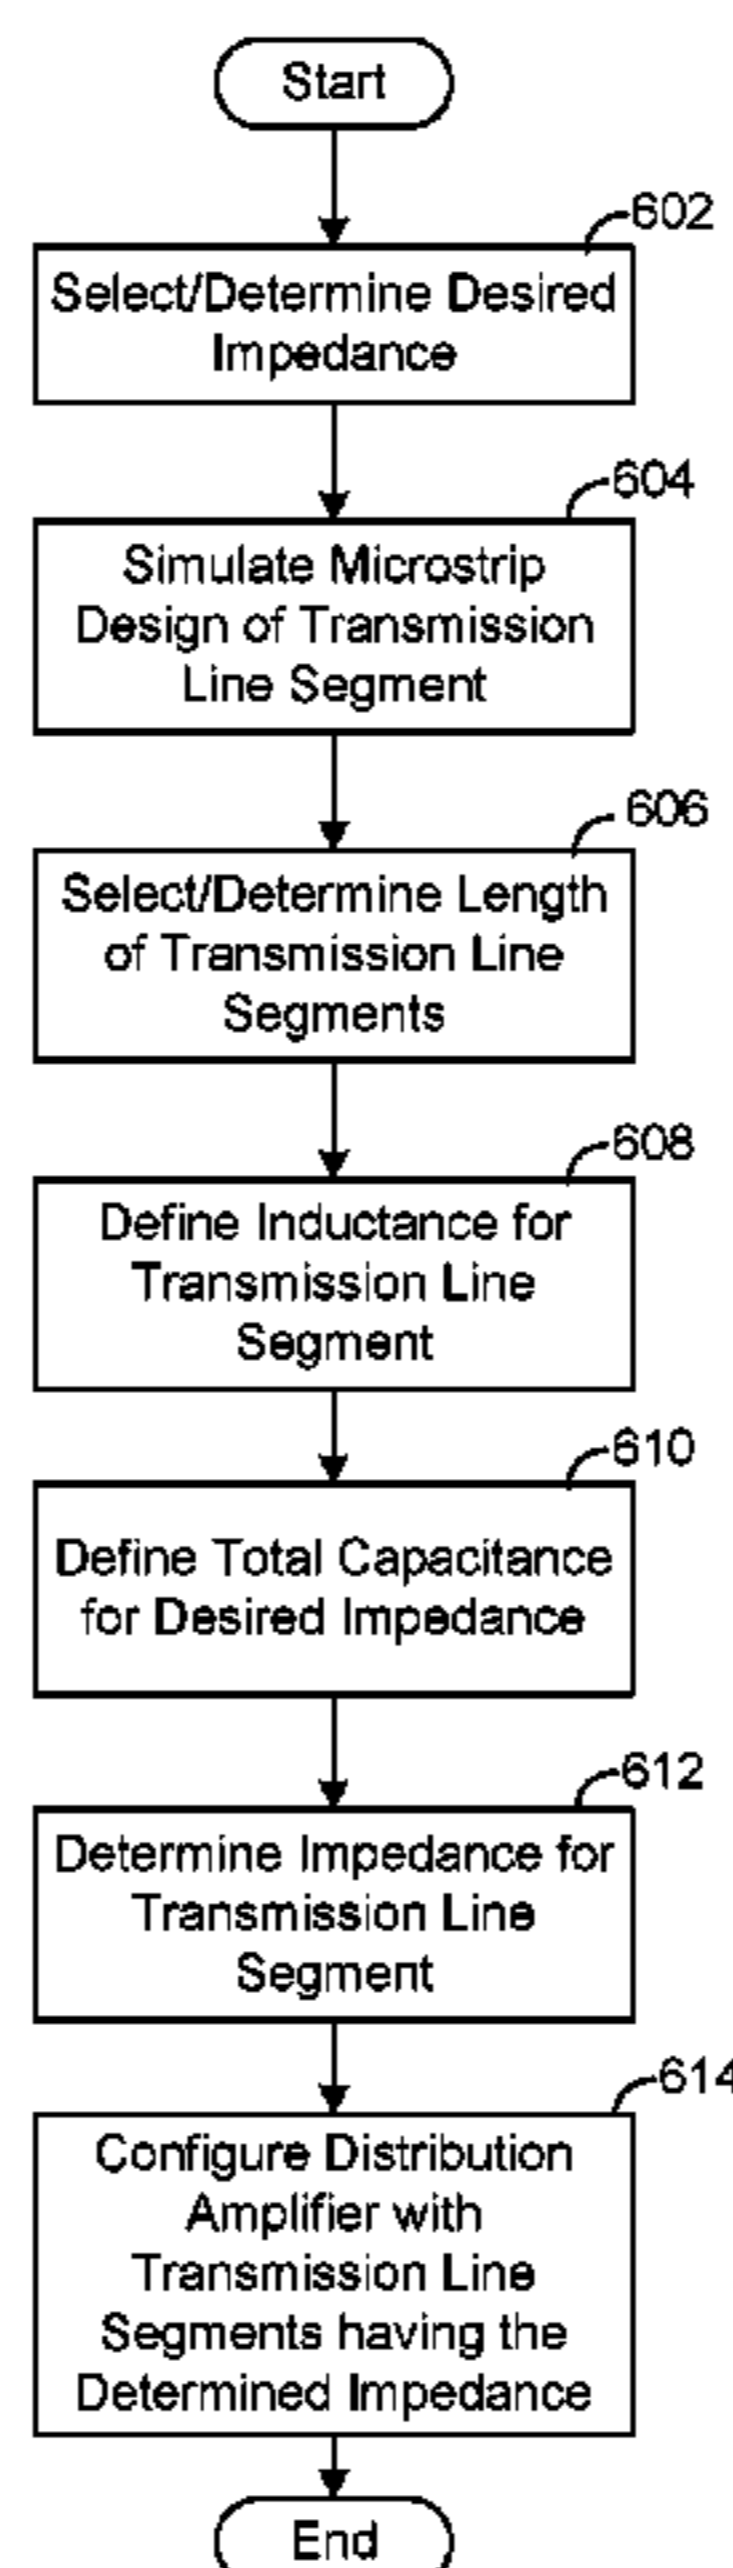 Start
602
Select/Determine Desired
Impedance
604
Simulate Microstrip
Design of Transmission
Line Segment
606
Select/Determine Length
of Transmission Line
Segments
608
Define Inductance for
Transmission Line
Segment
610
Define Total Capacitance
for Desired Impedance
612
Determine Impedance for
Transmission Line
Segment
614
Configure Distribution
Amplifier with
Transmission Line
Segments having the
Determined Impedance
End